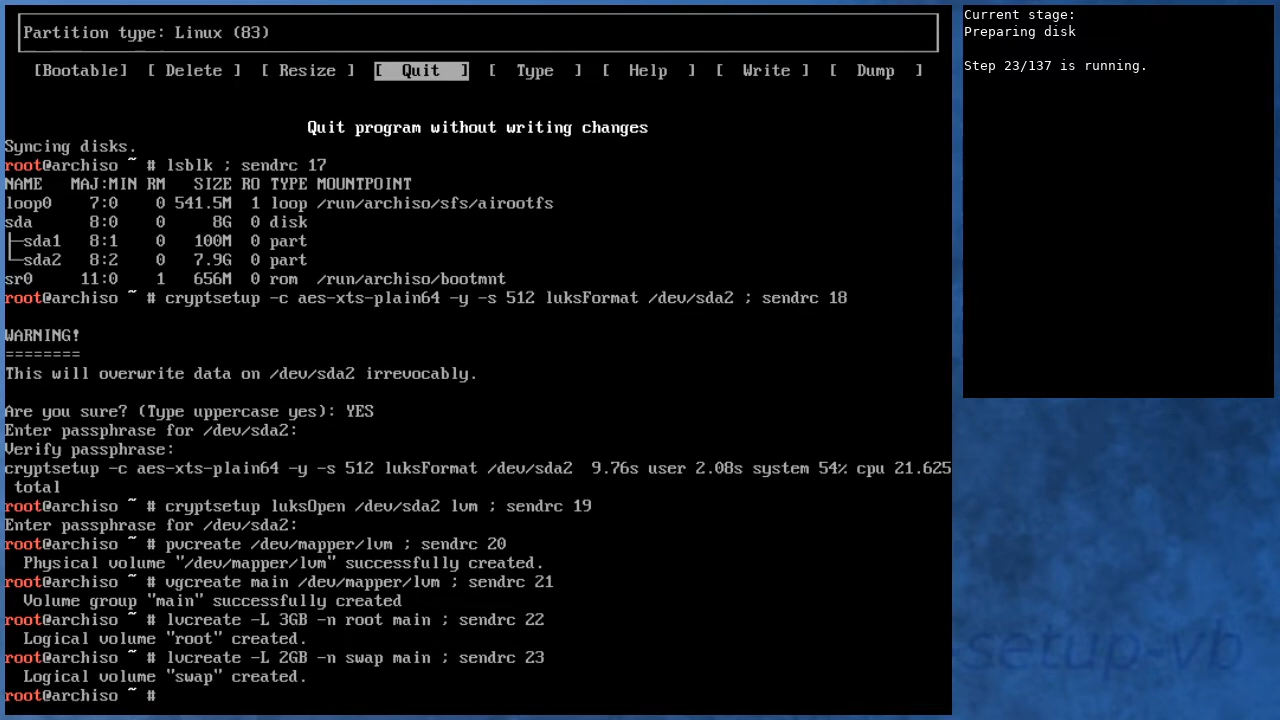 Partition type: Linux (83)
[Bootable] [ Delete ] [ Resize ] [ Quit ] [ Type ] [ Help ] [ Write ] [ Dump ]
Quit program without writing changes
Syncing disks.
root@archiso ~ # lsblk ; sendrc 17
NAME   MAJ:MIN RM   SIZE RO TYPE MOUNTPOINT
loop0    7:0    0 541.5M  1 loop /run/archiso/sfs/airootfs
sda      8:0    0     8G  0 disk
├─sda1   8:1    0   100M  0 part
└─sda2   8:2    0   7.9G  0 part
sr0     11:0    1   656M  0 rom  /run/archiso/bootmnt
root@archiso ~ # cryptsetup -c aes-xts-plain64 -y -s 512 luksFormat /dev/sda2 ; sendrc 18
WARNING!
========
This will overwrite data on /dev/sda2 irrevocably.
Are you sure? (Type uppercase yes): YES
Enter passphrase for /dev/sda2:
Verify passphrase:
cryptsetup -c aes-xts-plain64 -y -s 512 luksFormat /dev/sda2  9.76s user 2.08s system 54% cpu 21.625
total
root@archiso ~ # cryptsetup luksOpen /dev/sda2 lvm ; sendrc 19
Enter passphrase for /dev/sda2:
root@archiso ~ # pvcreate /dev/mapper/lvm ; sendrc 20
Physical volume "/dev/mapper/lvm" successfully created.
root@archiso ~ # vgcreate main /dev/mapper/lvm ; sendrc 21
Volume group "main" successfully created
root@archiso ~ # lvcreate -L 3GB -n root main ; sendrc 22
Logical volume "root" created.
root@archiso ~ # lvcreate -L 2GB -n swap main ; sendrc 23
Logical volume "swap" created.
root@archiso ~ #
Current stage:
Preparing disk
Step 23/137 is running.
setup-vb